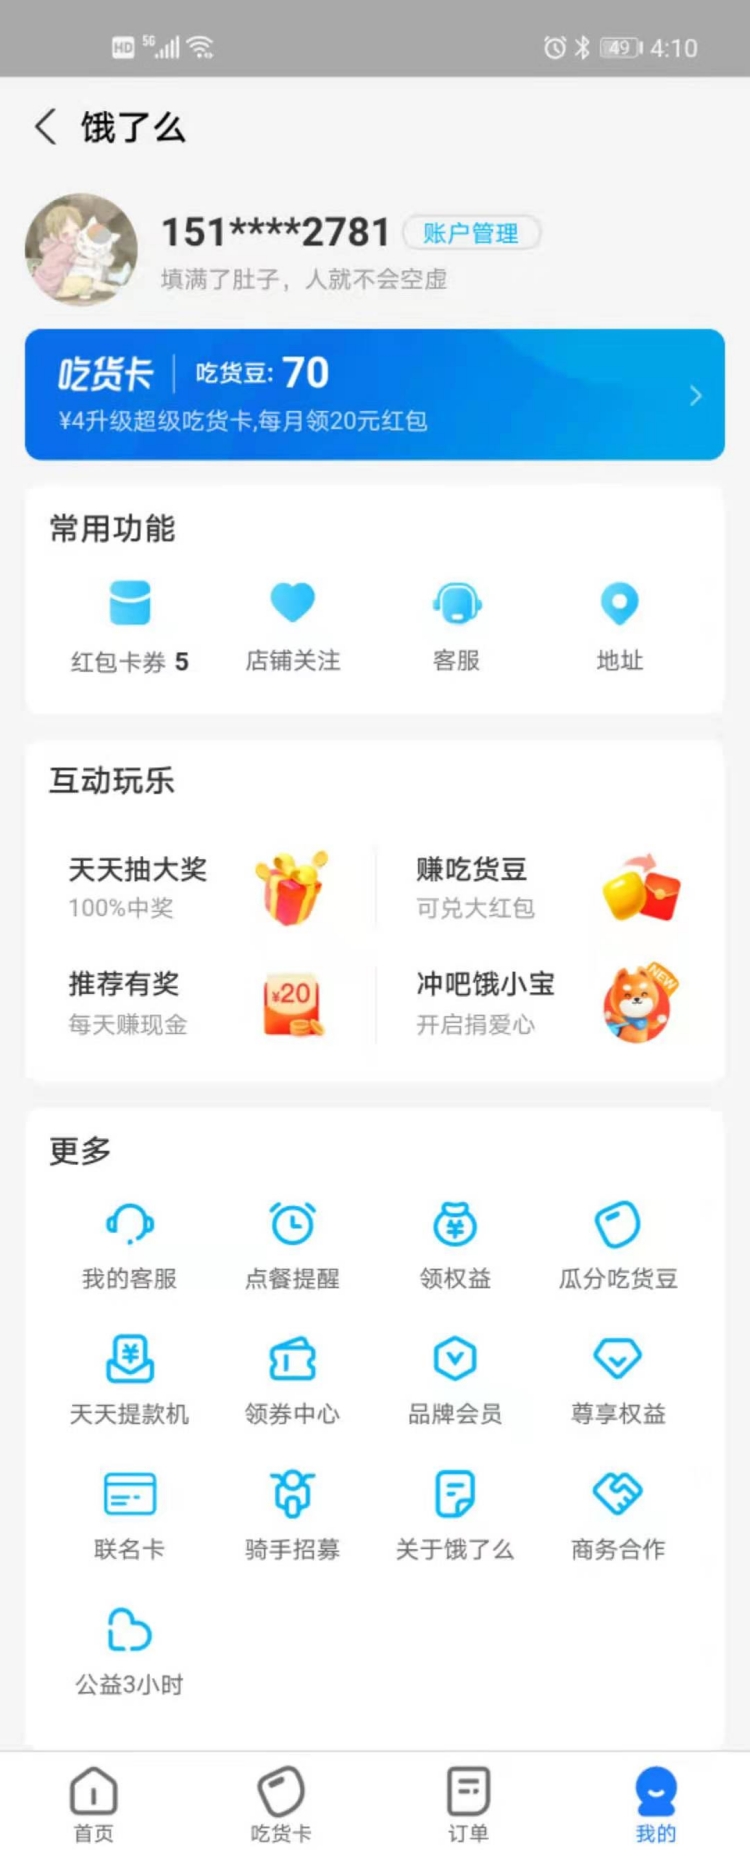 HD 5G 49 4:10
饿了么
151****2781 账户管理
填满了肚子，人就不会空虚
吃货卡 吃货豆: 70
¥4升级超级吃货卡,每月领20元红包
常用功能
红包卡券 5 店铺关注 客服 地址
互动玩乐
天天抽大奖 赚吃货豆
100%中奖 可兑大红包
推荐有奖 ¥20 冲吧饿小宝 NEW
每天赚现金 开启捐爱心
更多
我的客服 点餐提醒 领权益 瓜分吃货豆
天天提款机 领券中心 品牌会员 尊享权益
联名卡 骑手招募 关于饿了么 商务合作
公益3小时
首页 吃货卡 订单 我的